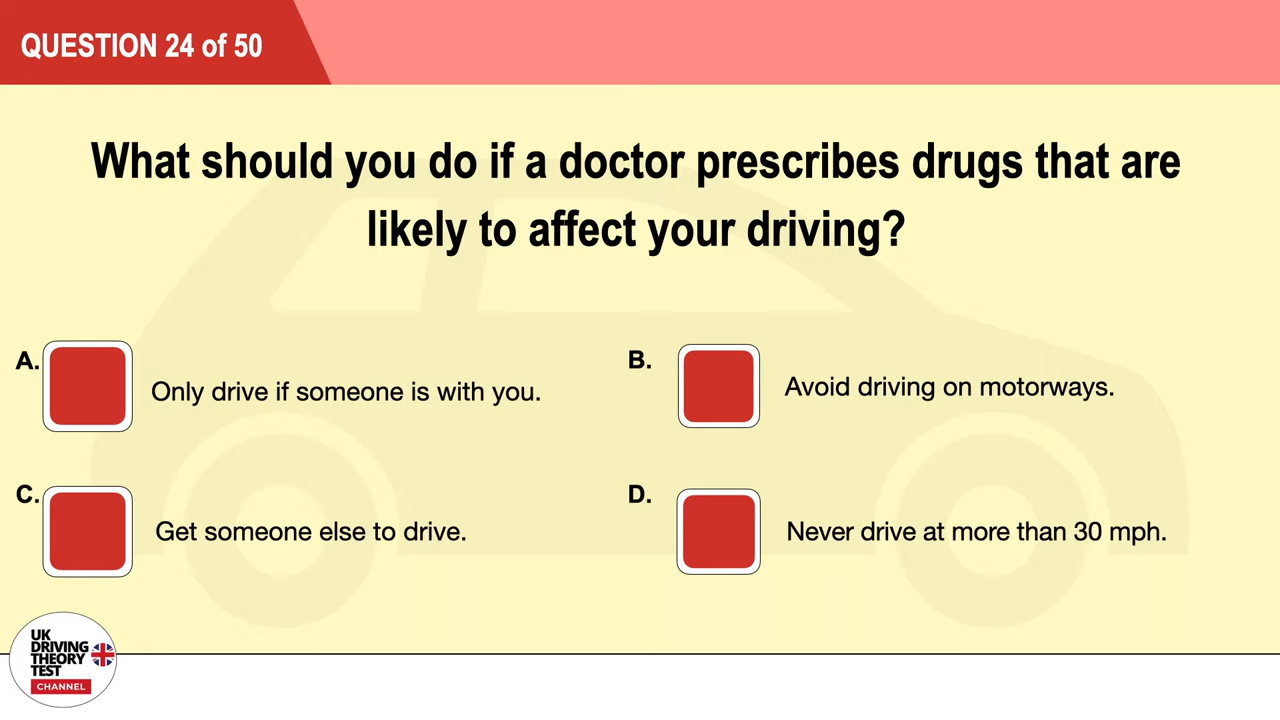 QUESTION 24 of 50
What should you do if a doctor prescribes drugs that are
likely to affect your driving?
A.
Only drive if someone is with you.
B.
Avoid driving on motorways.
C.
Get someone else to drive.
D.
Never drive at more than 30 mph.
UK
DRIVING
THEORY
TEST
CHANNEL